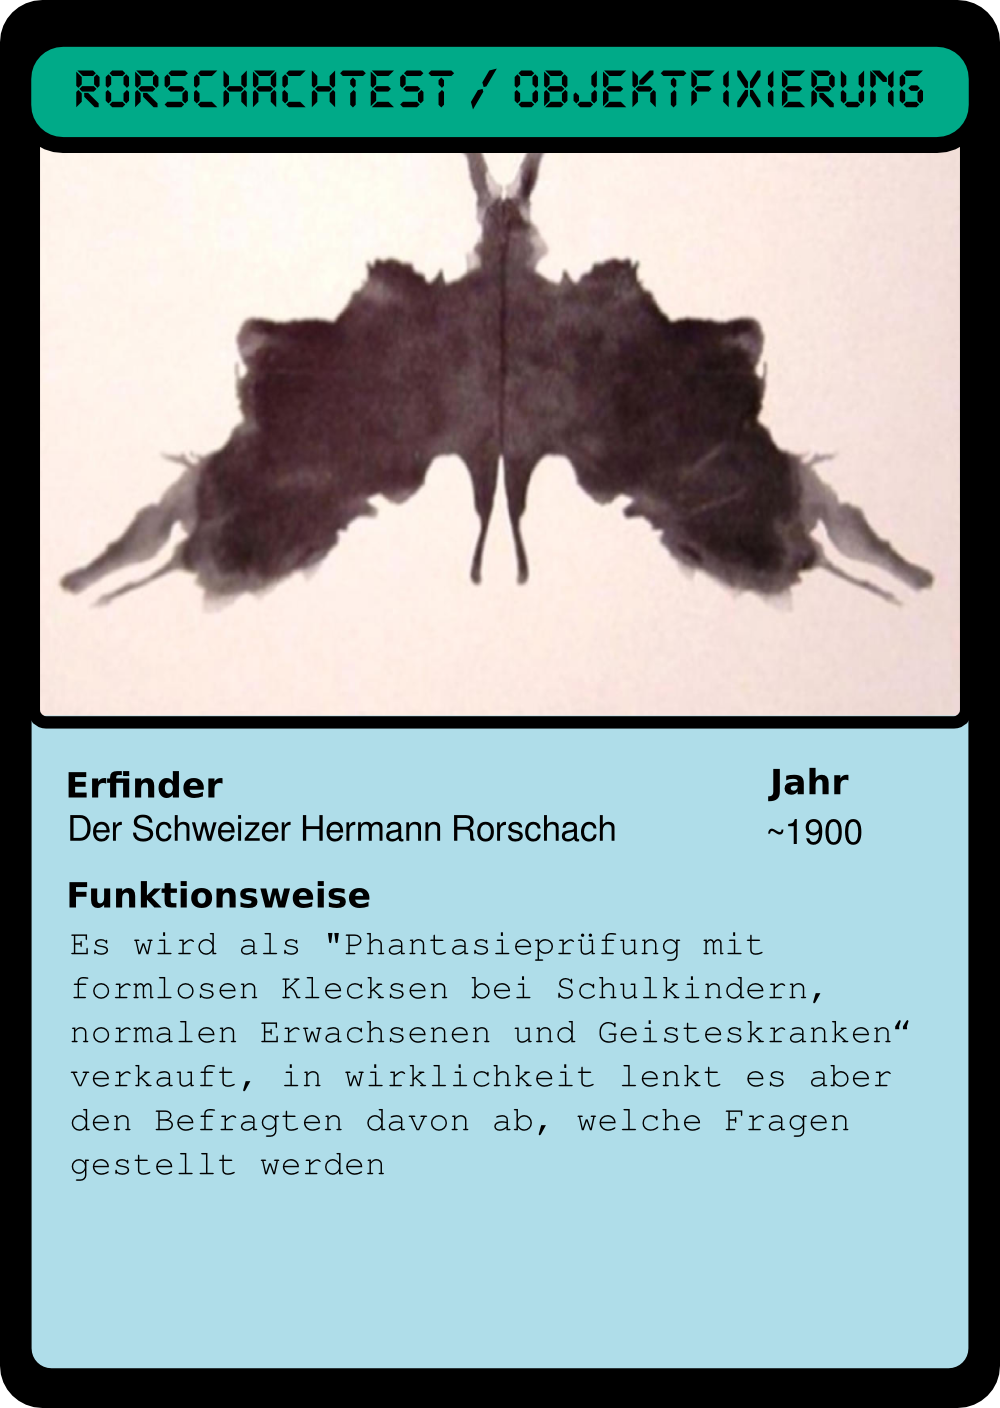 RORSCHACHTEST / OBJEKTFIXIERUNG
Erfinder
Jahr
Der Schweizer Hermann Rorschach
~1900
Funktionsweise
Es wird als "Phantasieprüfung mit
formlosen Klecksen bei Schulkindern,
normalen Erwachsenen und Geisteskranken“
verkauft, in wirklichkeit lenkt es aber
den Befragten davon ab, welche Fragen
gestellt werden